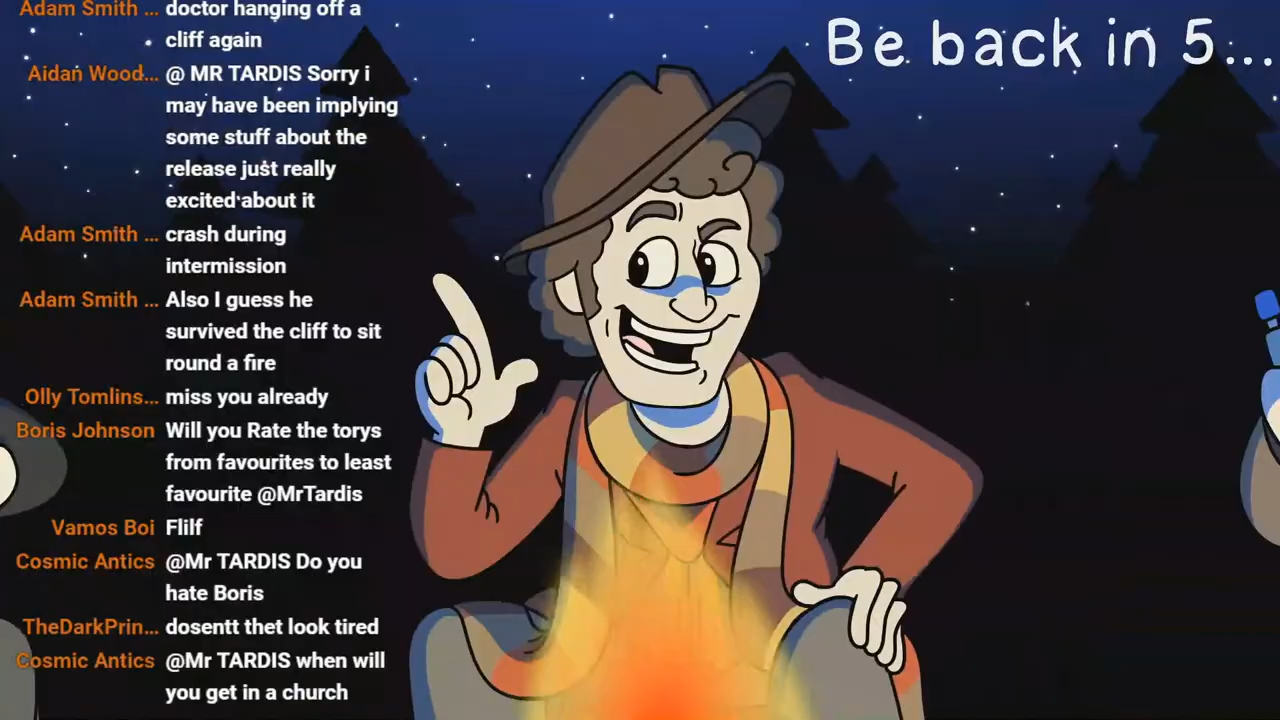 Adam Smith ... doctor hanging off a
cliff again
Aidan Wood... @ MR TARDIS Sorry i
may have been implying
some stuff about the
release just really
excited about it
Adam Smith ... crash during
intermission
Adam Smith ... Also I guess he
survived the cliff to sit
round a fire
Olly Tomlins... miss you already
Boris Johnson Will you Rate the torys
from favourites to least
favourite @MrTardis
Vamos Boi Flilf
Cosmic Antics @Mr TARDIS Do you
hate Boris
TheDarkPrin... dosentt thet look tired
Cosmic Antics @Mr TARDIS when will
you get in a church
Be back in 5...